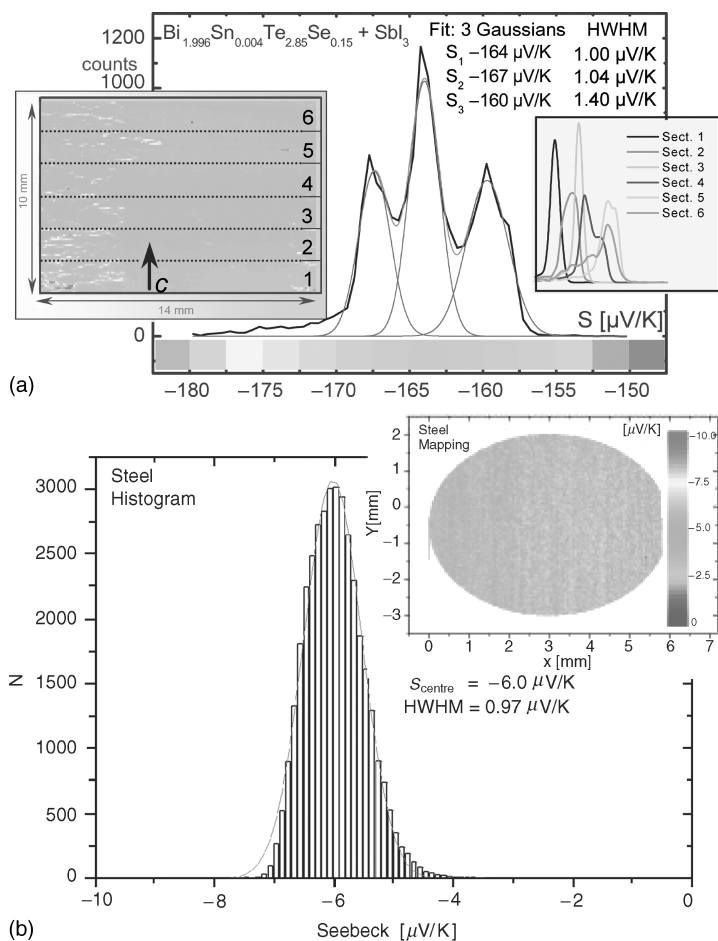 Bi1.996Sn0.004Te2.85Se0.15 + SbI3
Fit: 3 Gaussians HWHM
S1 −164 µV/K 1.00 µV/K
S2 −167 µV/K 1.04 µV/K
S3 −160 µV/K 1.40 µV/K
1200
counts
1000
0
6
5
4
3
2
1
c
10 mm
14 mm
Sect. 1
Sect. 2
Sect. 3
Sect. 4
Sect. 5
Sect. 6
S [µV/K]
−180 −175 −170 −165 −160 −155 −150
(a)
Steel
Histogram
3000
2500
2000
1500
1000
500
0
N
−10 −8 −6 −4 −2 0
Seebeck [µV/K]
Steel
Mapping
[µV/K]
2
1
0
−1
−2
−3
Y[mm]
0 1 2 3 4 5 6 7
x [mm]
−10.0
−7.5
−5.0
−2.5
0
Scentre = −6.0 µV/K
HWHM = 0.97 µV/K
(b)